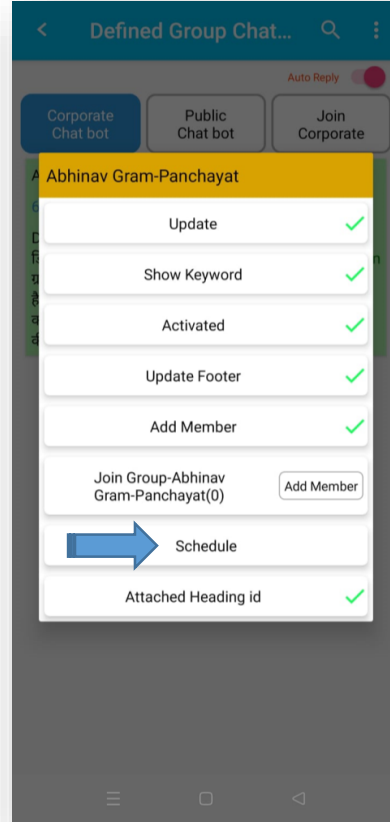 Defined Group Chat...
Auto Reply
Corporate
Chat bot
Public
Chat bot
Join
Corporate
Abhinav Gram-Panchayat
Update
Show Keyword
Activated
Update Footer
Add Member
Join Group-Abhinav
Gram-Panchayat(0)
Add Member
Schedule
Attached Heading id